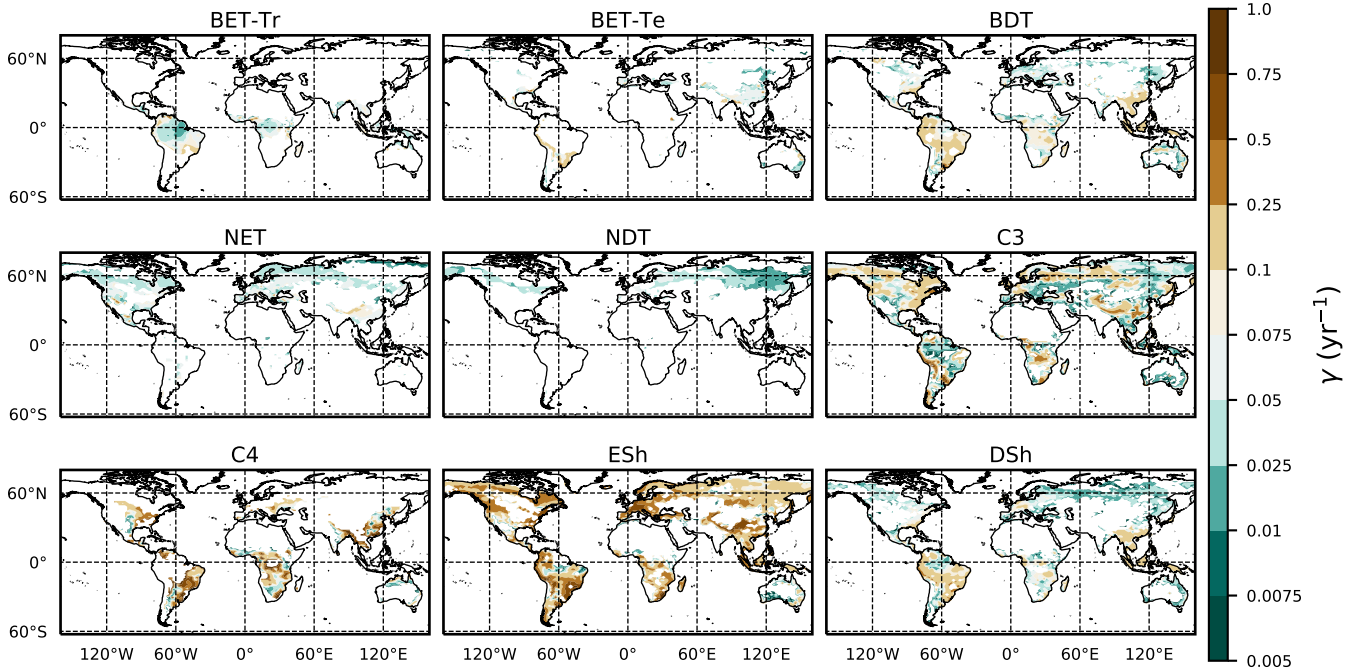 BET-Tr BET-Te BDT
60°N
0°
60°S
NET NDT C3
60°N
0°
60°S
C4 ESh DSh
60°N
0°
60°S
120°W 60°W 0° 60°E 120°E 120°W 60°W 0° 60°E 120°E 120°W 60°W 0° 60°E 120°E
1.0
0.75
0.5
0.25
0.1
0.075
0.05
0.025
0.01
0.0075
0.005
γ (yr⁻¹)